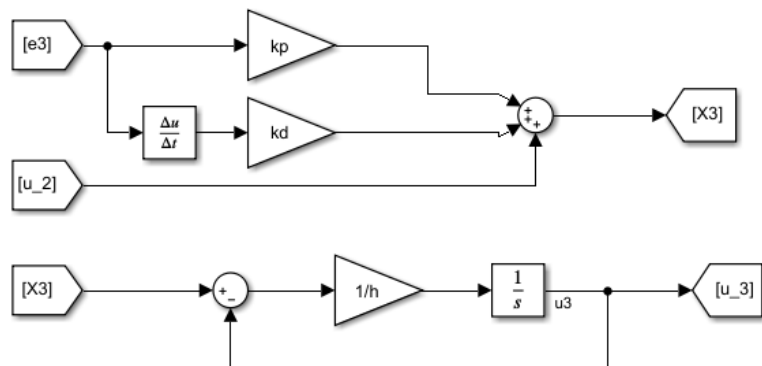 [e3]
kp
Δu
Δt
kd
+
+
+
[X3]
[u_2]
[X3]
+
−
1/h
1
s
u3
[u_3]